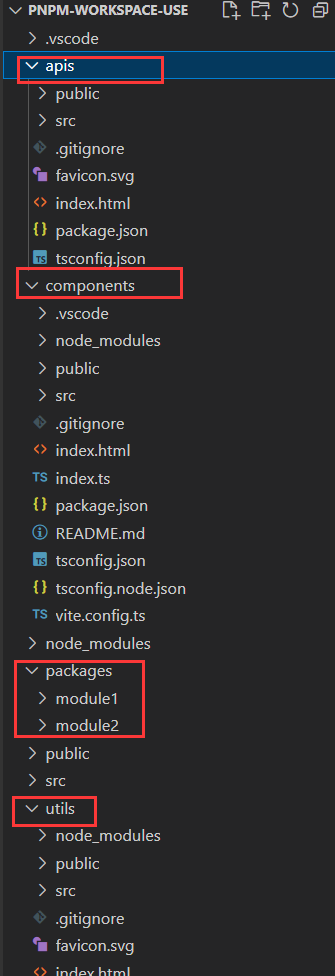 PNPM-WORKSPACE-USE
.vscode
apis
public
src
.gitignore
favicon.svg
index.html
package.json
tsconfig.json
components
.vscode
node_modules
public
src
.gitignore
index.html
TS index.ts
package.json
README.md
tsconfig.json
tsconfig.node.json
TS vite.config.ts
node_modules
packages
module1
module2
public
src
utils
node_modules
public
src
.gitignore
favicon.svg
index.html